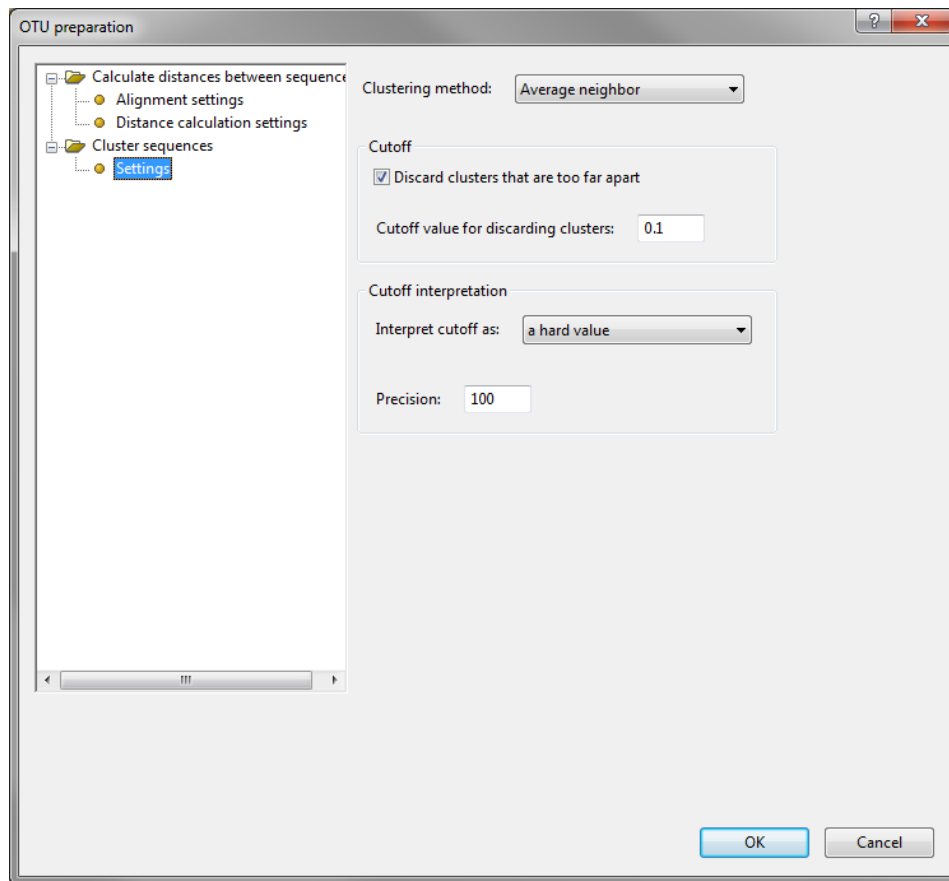 OTU preparation
Calculate distances between sequence
Alignment settings
Distance calculation settings
Cluster sequences
Settings
Clustering method: Average neighbor
Cutoff
Discard clusters that are too far apart
Cutoff value for discarding clusters: 0.1
Cutoff interpretation
Interpret cutoff as: a hard value
Precision: 100
OK Cancel